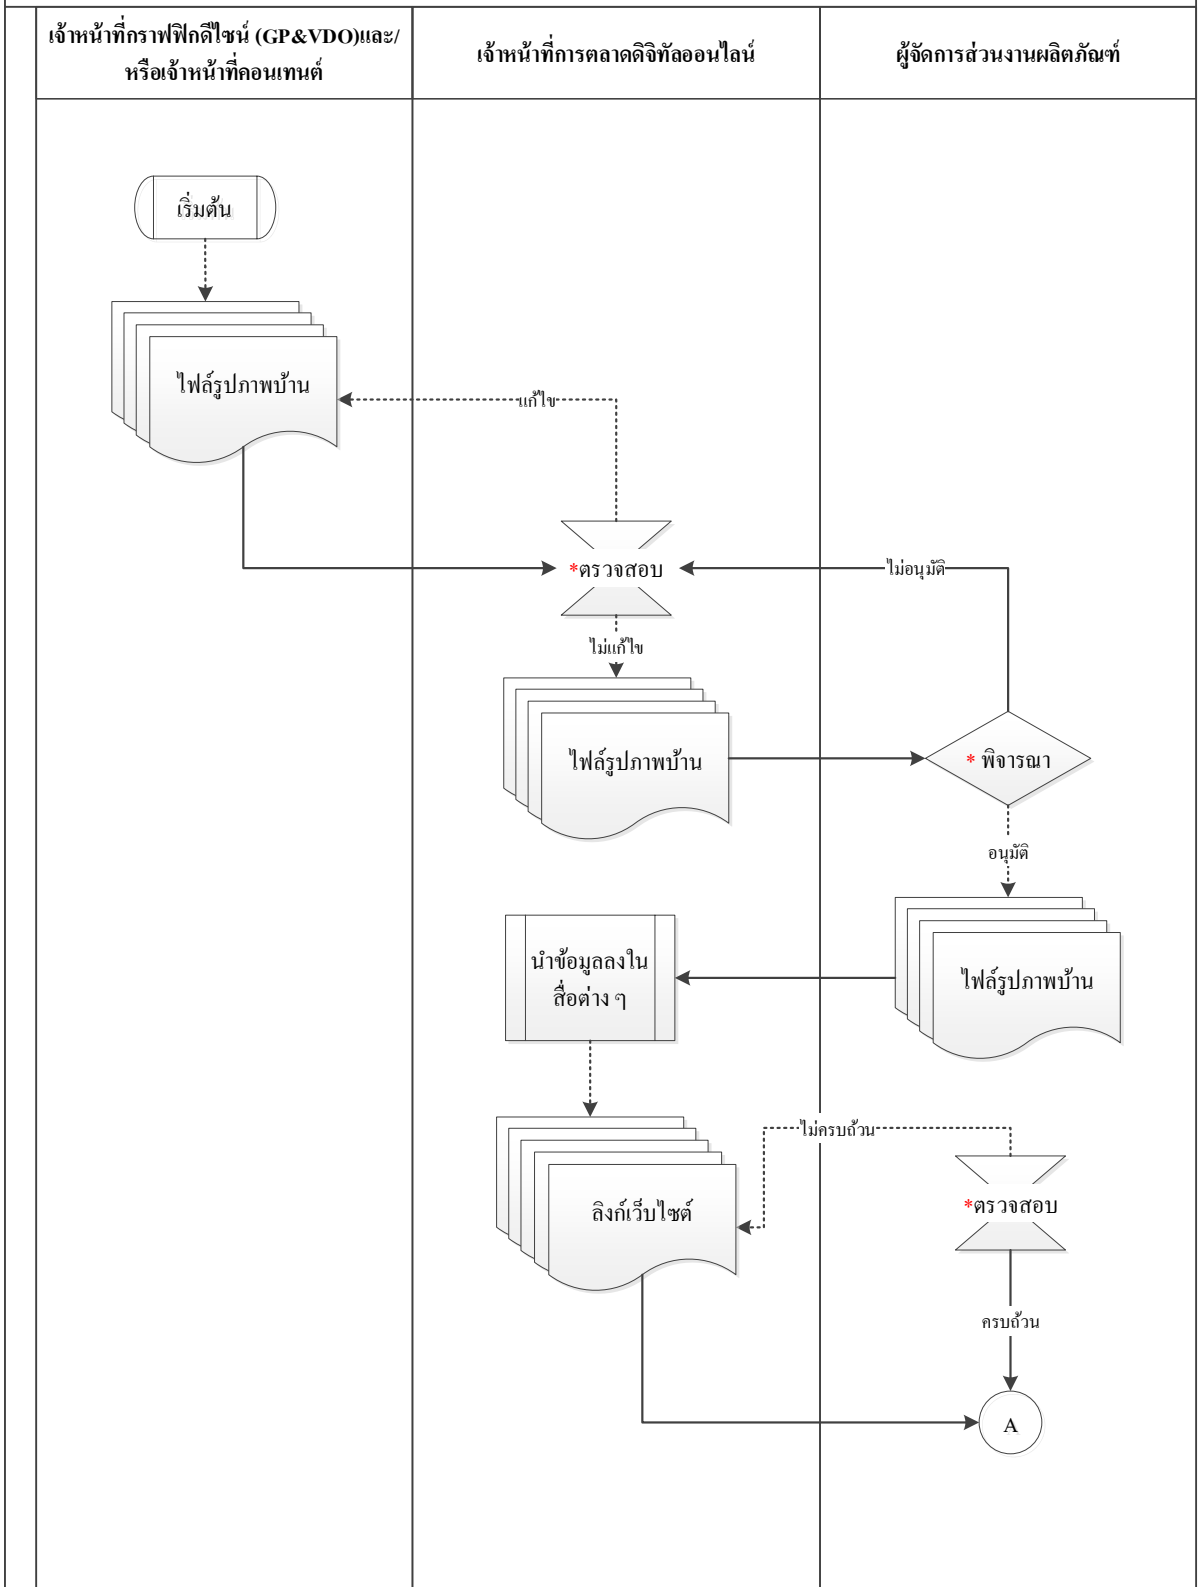 เจ้าหน้าที่กราฟฟิกดีไซน์ (GP&VDO)และ/
หรือเจ้าหน้าที่คอนเทนต์
เจ้าหน้าที่การตลาดดิจิทัลออนไลน์
ผู้จัดการส่วนงานผลิตภัณฑ์
เริ่มต้น
ไฟล์รูปภาพบ้าน
แก้ไข
*ตรวจสอบ
ไม่อนุมัติ
ไม่แก้ไข
ไฟล์รูปภาพบ้าน
* พิจารณา
อนุมัติ
นำข้อมูลลงใน
สื่อต่าง ๆ
ไฟล์รูปภาพบ้าน
ไม่ครบถ้วน
ลิงก์เว็บไซต์
*ตรวจสอบ
ครบถ้วน
A